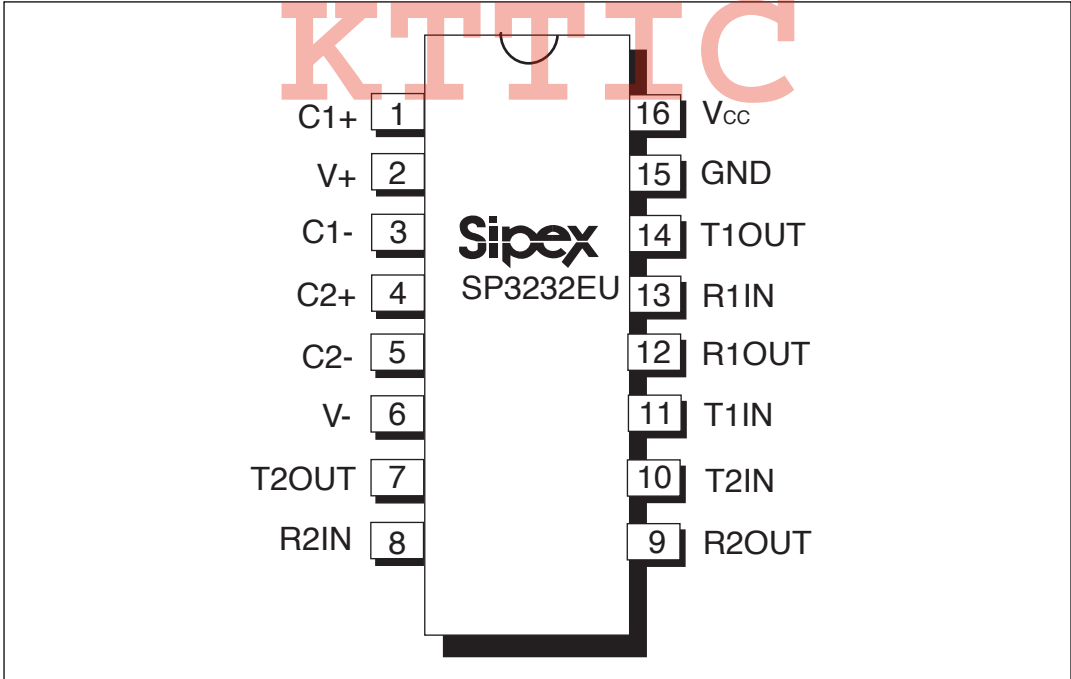 KTTIC
C1+ 1
V+ 2
C1- 3
C2+ 4
C2- 5
V- 6
T2OUT 7
R2IN 8
Sipex
SP3232EU
16 Vcc
15 GND
14 T1OUT
13 R1IN
12 R1OUT
11 T1IN
10 T2IN
9 R2OUT